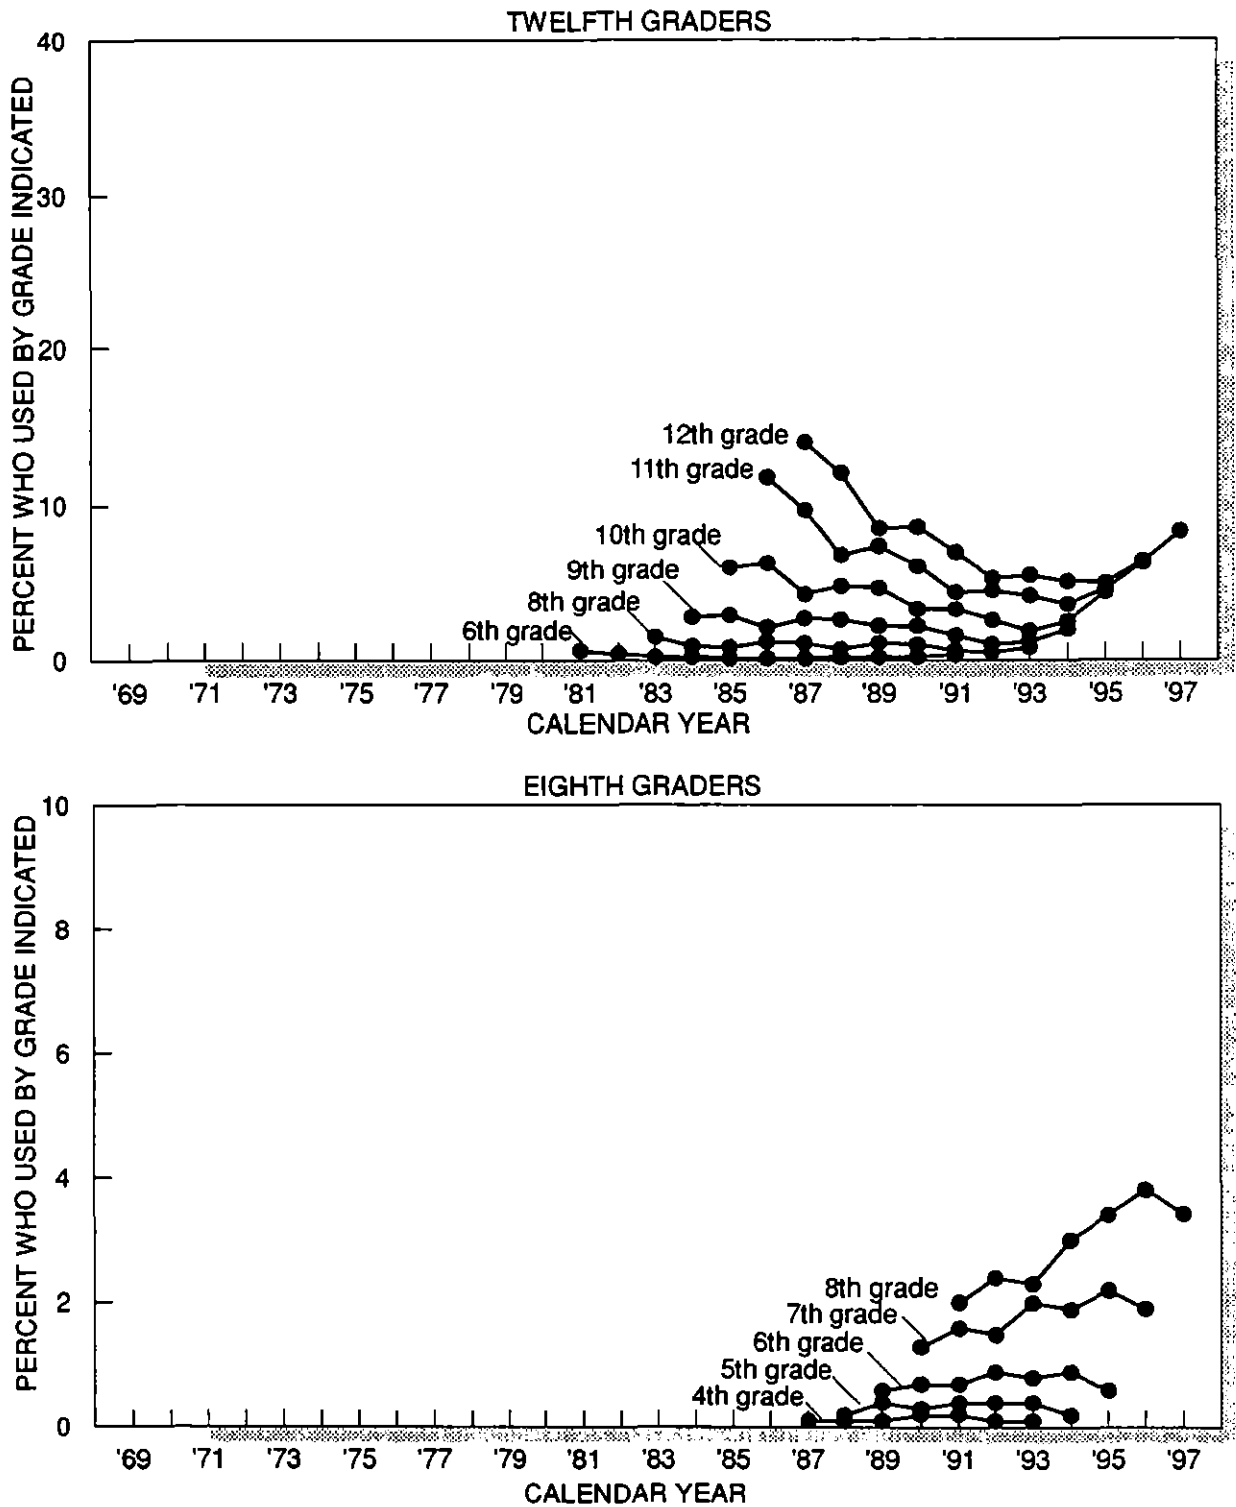 TWELFTH GRADERS
PERCENT WHO USED BY GRADE INDICATED
40
30
20
10
0
12th grade
11th grade
10th grade
9th grade
8th grade
6th grade
'69 '71 '73 '75 '77 '79 '81 '83 '85 '87 '89 '91 '93 '95 '97
CALENDAR YEAR
EIGHTH GRADERS
PERCENT WHO USED BY GRADE INDICATED
10
8
6
4
2
0
8th grade
7th grade
6th grade
5th grade
4th grade
'69 '71 '73 '75 '77 '79 '81 '83 '85 '87 '89 '91 '93 '95 '97
CALENDAR YEAR